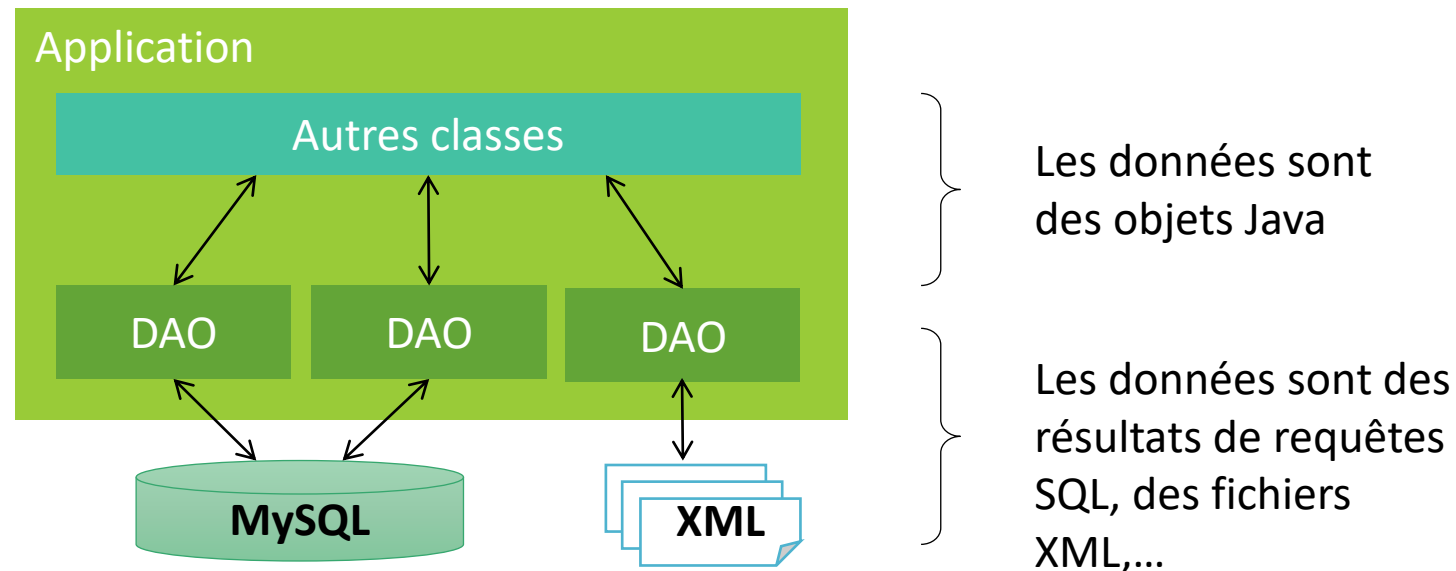 Application
Autres classes
Les données sont
des objets Java
DAO
DAO
DAO
Les données sont des
résultats de requêtes
SQL, des fichiers
XML,...
MySQL
XML